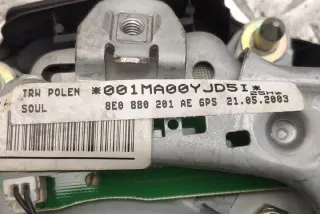 TRW POLEN *001MA00YJD5I*
SOUL 8E0 880 201 AE GPS 21.05.2003